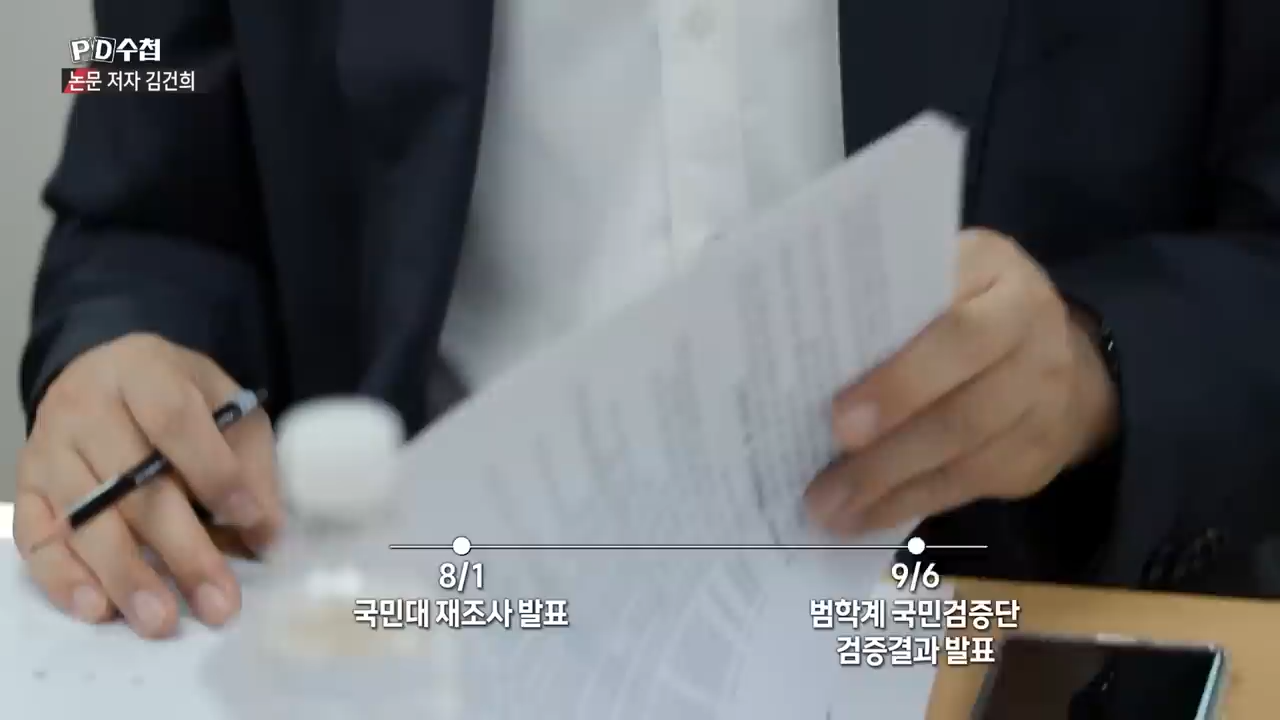 PD수첩
논문 저자 김건희
8/1
국민대 재조사 발표
9/6
범학계 국민검증단
검증결과 발표